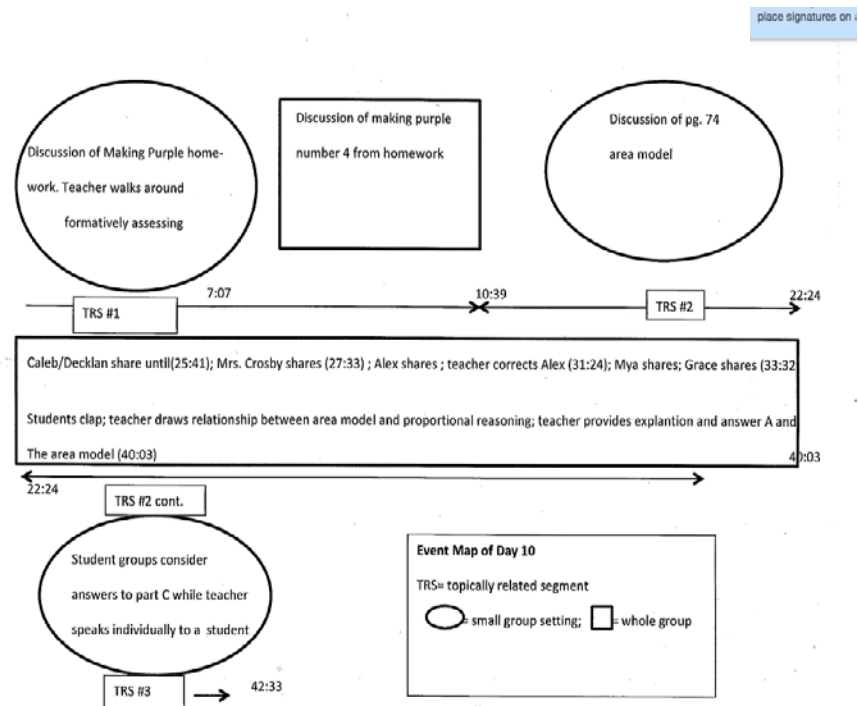 place signatures on
Discussion of Making Purple home-
work. Teacher walks around
formatively assessing
Discussion of making purple
number 4 from homework
Discussion of pg. 74
area model
7:07
10:39
22:24
TRS #1
TRS #2
Caleb/Decklan share until(25:41); Mrs. Crosby shares (27:33) ; Alex shares ; teacher corrects Alex (31:24); Mya shares; Grace shares (33:32
Students clap; teacher draws relationship between area model and proportional reasoning; teacher provides explantion and answer A and
The area model (40:03)
40:03
22:24
TRS #2 cont.
Student groups consider
answers to part C while teacher
speaks individually to a student
TRS #3
42:33
Event Map of Day 10
TRS= topically related segment
= small group setting; = whole group